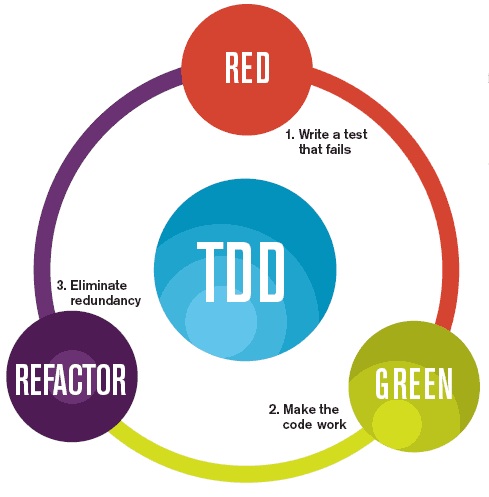 RED
1. Write a test
that fails
TDD
3. Eliminate
redundancy
REFACTOR
GREEN
2. Make the
code work